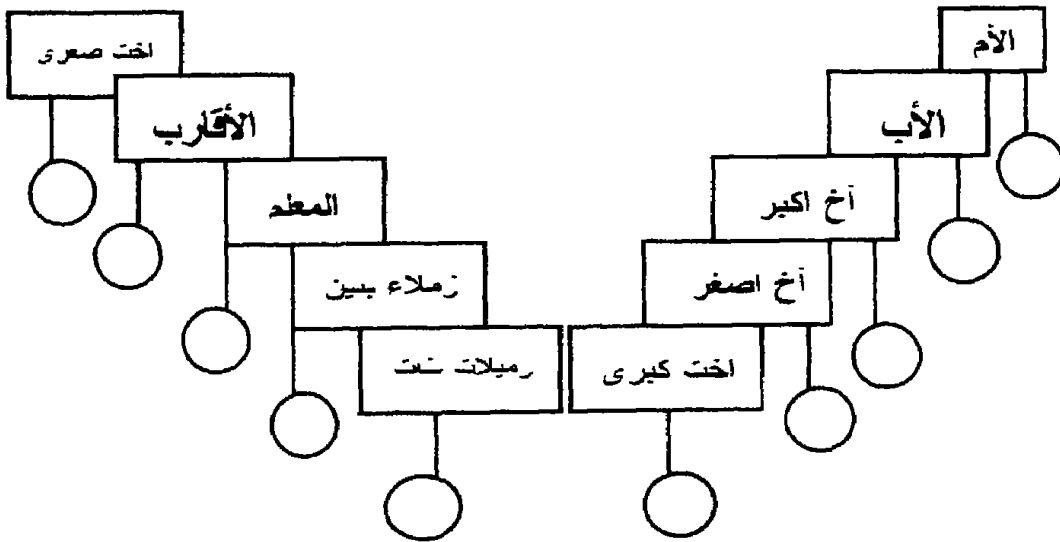 الأم
الأب
آخ اكبر
آخ اصغر
اخت كبرى
اخت صغرى
الأقارب
المعلم
زملاء بنين
زميلات بنات